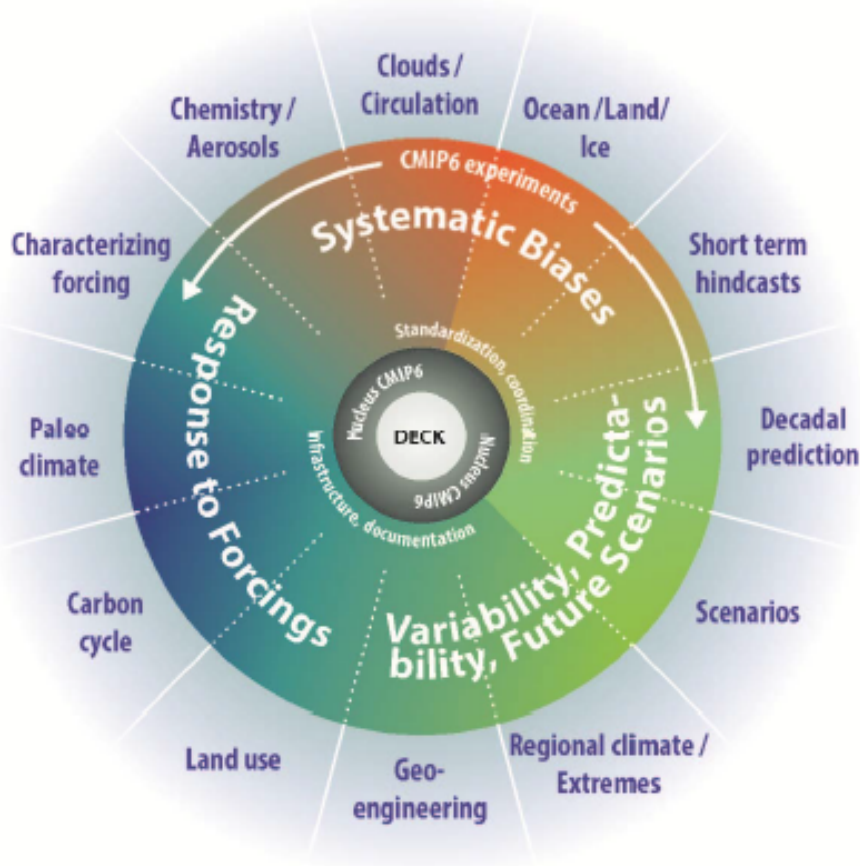 Clouds /
Circulation
Ocean /Land/
Ice
Short term
hindcasts
Decadal
prediction
Scenarios
Regional climate /
Extremes
Geo-
engineering
Land use
Carbon
cycle
Paleo
climate
Characterizing
forcing
Chemistry /
Aerosols
CMIP6 experiments
Systematic Biases
Variability, Predicta-
bility, Future Scenarios
Response to Forcings
Standardization, coordination
Infrastructure, documentation
Nucleus CMIP6
Nucleus CMIP6
DECK